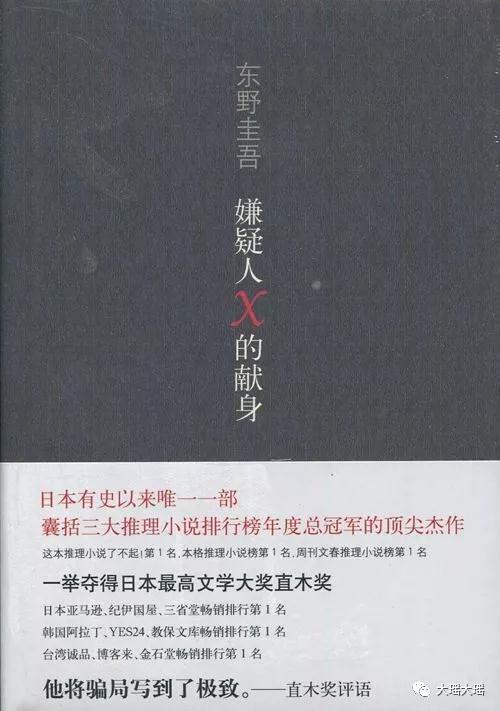 东野圭吾
嫌疑人
X
的献身
日本有史以来唯一一部
囊括三大推理小说排行榜年度总冠军的顶尖杰作
这本推理小说了不起!第1名,本格推理小说榜第1名,周刊文春推理小说榜第1名
一举夺得日本最高文学大奖直木奖
日本亚马逊、纪伊国屋、三省堂畅销排行第1名
韩国阿拉丁、YES24、教保文库畅销排行第1名
台湾诚品、博客来、金石堂畅销排行第1名
他将骗局写到了极致。——直木奖评语
大瑶大瑶